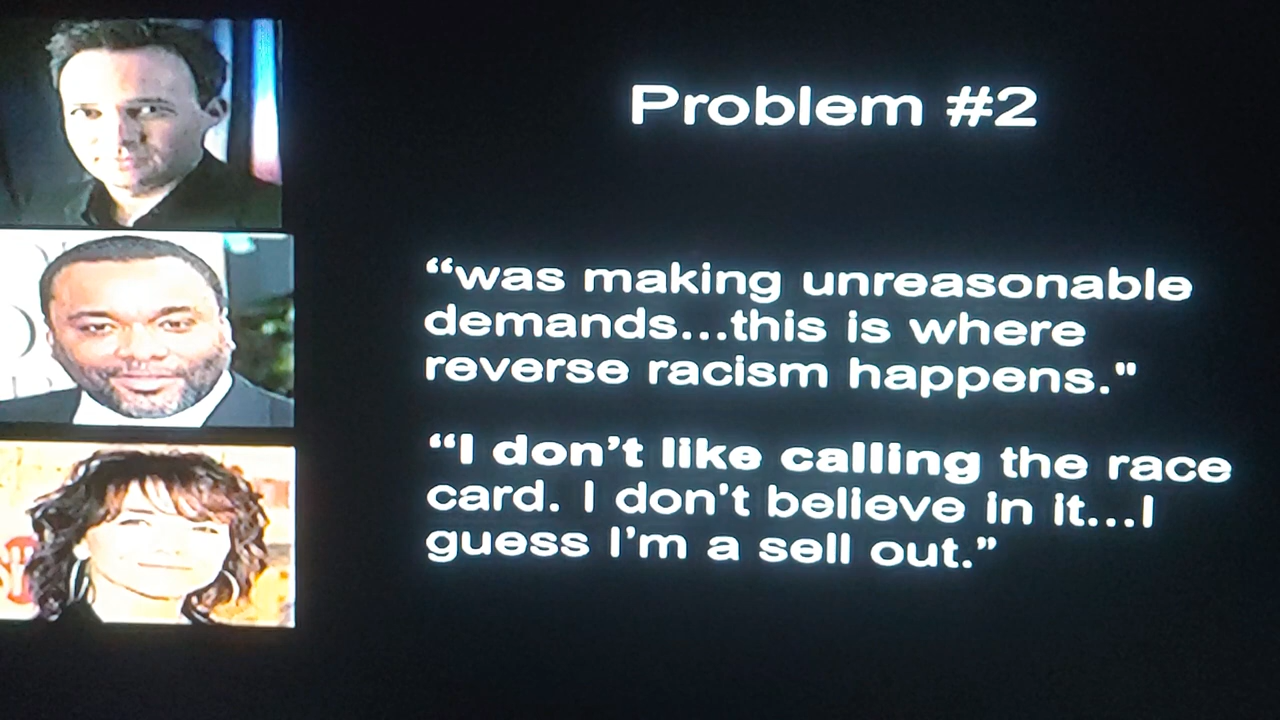 Problem #2
“was making unreasonable
demands...this is where
reverse racism happens."
“I don’t like calling the race
card. I don't believe in it...I
guess I’m a sell out.”